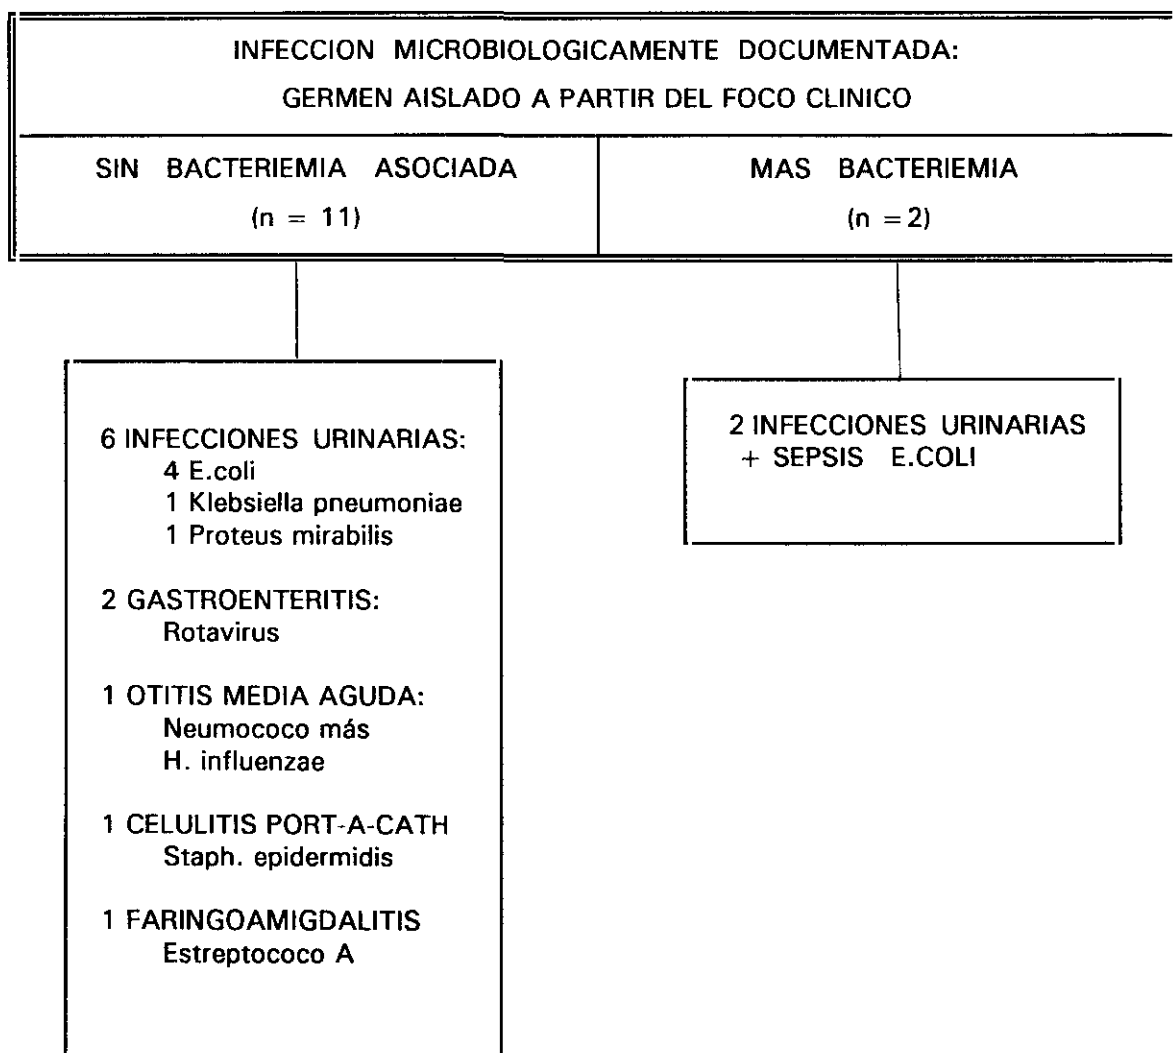 INFECCION MICROBIOLOGICAMENTE DOCUMENTADA:
GERMEN AISLADO A PARTIR DEL FOCO CLINICO
SIN BACTERIEMIA ASOCIADA
(n = 11)
MAS BACTERIEMIA
(n =2)
6 INFECCIONES URINARIAS:
4 E.coli
1 Klebsiella pneumoniae
1 Proteus mirabilis
2 GASTROENTERITIS:
Rotavirus
1 OTITIS MEDIA AGUDA:
Neumococo más
H. influenzae
1 CELULITIS PORT-A-CATH
Staph. epidermidis
1 FARINGOAMIGDALITIS
Estreptococo A
2 INFECCIONES URINARIAS
+ SEPSIS E.COLI